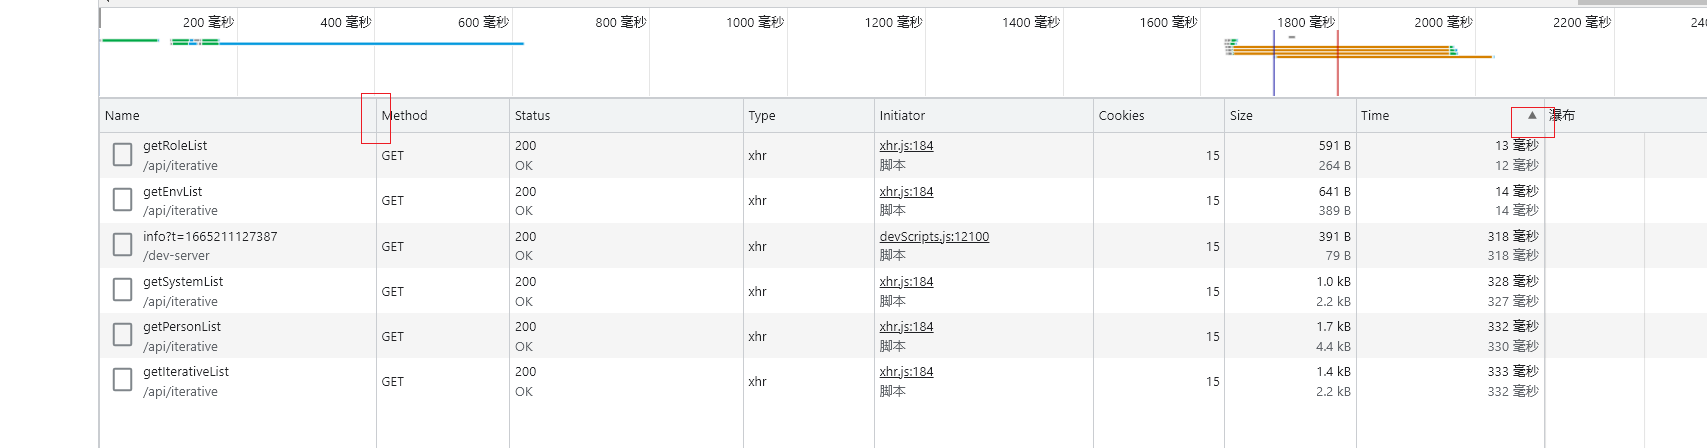 200 毫秒 400 毫秒 600 毫秒 800 毫秒 1000 毫秒 1200 毫秒 1400 毫秒 1600 毫秒 1800 毫秒 2000 毫秒 2200 毫秒 240
Name Method Status Type Initiator Cookies Size Time ▲ 瀑布
getRoleList 200 xhr.js:184 591 B 13 毫秒
GET xhr 15
/api/iterative OK 脚本 264 B 12 毫秒
getEnvList 200 xhr.js:184 641 B 14 毫秒
GET xhr 15
/api/iterative OK 脚本 389 B 14 毫秒
info?t=1665211127387 200 devScripts.js:12100 391 B 318 毫秒
GET xhr 15
/dev-server OK 脚本 79 B 318 毫秒
getSystemList 200 xhr.js:184 1.0 kB 328 毫秒
GET xhr 15
/api/iterative OK 脚本 2.2 kB 327 毫秒
getPersonList 200 xhr.js:184 1.7 kB 332 毫秒
GET xhr 15
/api/iterative OK 脚本 4.4 kB 330 毫秒
getIterativeList 200 xhr.js:184 1.4 kB 333 毫秒
GET xhr 15
/api/iterative OK 脚本 2.2 kB 332 毫秒